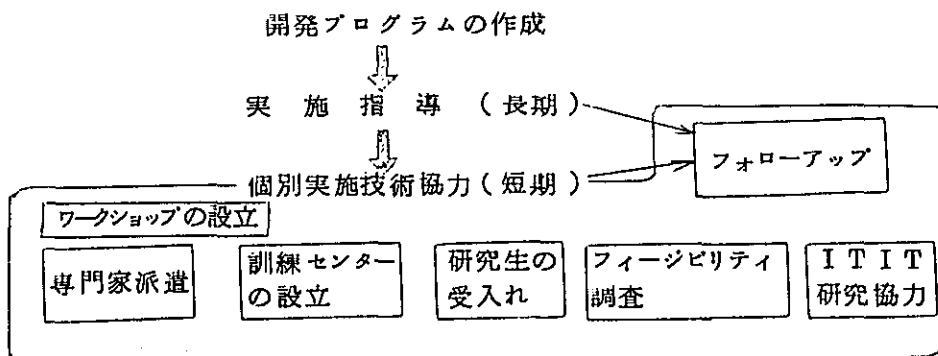 開発プログラムの作成
実施指導(長期)
フォローアップ
個別実施技術協力(短期)
ワークショップの設立
専門家派遣
訓練センター
の設立
研究生の
受入れ
フィージビリティ
調査
ITIT
研究協力